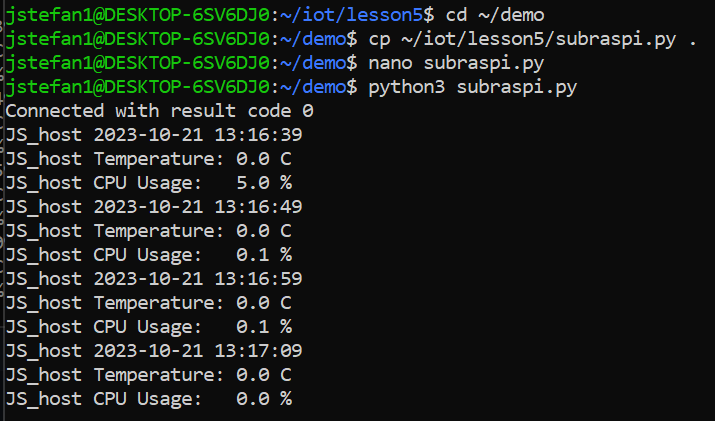 jstefan1@DESKTOP-6SV6DJ0:~/iot/lesson5$ cd ~/demo
jstefan1@DESKTOP-6SV6DJ0:~/demo$ cp ~/iot/lesson5/subraspi.py .
jstefan1@DESKTOP-6SV6DJ0:~/demo$ nano subraspi.py
jstefan1@DESKTOP-6SV6DJ0:~/demo$ python3 subraspi.py
Connected with result code 0
JS_host 2023-10-21 13:16:39
JS_host Temperature: 0.0 C
JS_host CPU Usage:   5.0 %
JS_host 2023-10-21 13:16:49
JS_host Temperature: 0.0 C
JS_host CPU Usage:   0.1 %
JS_host 2023-10-21 13:16:59
JS_host Temperature: 0.0 C
JS_host CPU Usage:   0.1 %
JS_host 2023-10-21 13:17:09
JS_host Temperature: 0.0 C
JS_host CPU Usage:   0.0 %